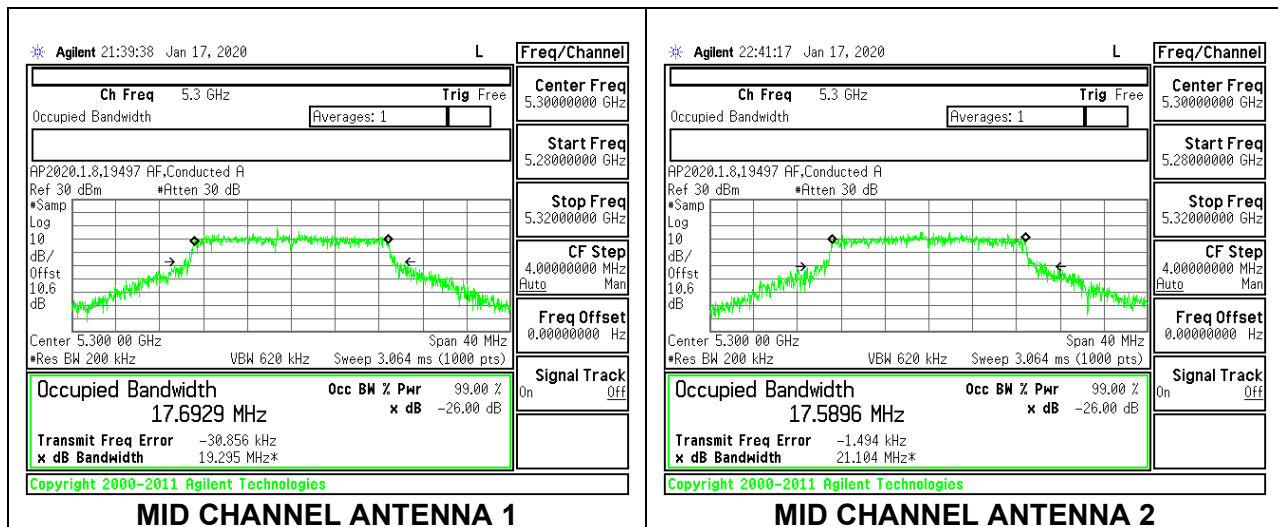 Agilent 21:39:38 Jan 17, 2020 L
Freq/Channel
Ch Freq 5.3 GHz Trig Free
Occupied Bandwidth Averages: 1
AP2020.1.8,19497 AF,Conducted A
Ref 30 dBm #Atten 30 dB
#Samp
Log
10
dB/
Offst
10.6
dB
Center 5.300 00 GHz Span 40 MHz
#Res BW 200 kHz VBW 620 kHz Sweep 3.064 ms (1000 pts)
Occupied Bandwidth Occ BW % Pwr 99.00 %
17.6929 MHz x dB -26.00 dB
Transmit Freq Error -30.856 kHz
x dB Bandwidth 19.295 MHz*
Copyright 2000-2011 Agilent Technologies
Center Freq
5.30000000 GHz
Start Freq
5.28000000 GHz
Stop Freq
5.32000000 GHz
CF Step
4.00000000 MHz
Auto Man
Freq Offset
0.00000000 Hz
Signal Track
On Off
MID CHANNEL ANTENNA 1
Agilent 22:41:17 Jan 17, 2020 L
Freq/Channel
Ch Freq 5.3 GHz Trig Free
Occupied Bandwidth Averages: 1
AP2020.1.8,19497 AF,Conducted A
Ref 30 dBm #Atten 30 dB
#Samp
Log
10
dB/
Offst
10.6
dB
Center 5.300 00 GHz Span 40 MHz
#Res BW 200 kHz VBW 620 kHz Sweep 3.064 ms (1000 pts)
Occupied Bandwidth Occ BW % Pwr 99.00 %
17.5896 MHz x dB -26.00 dB
Transmit Freq Error -1.494 kHz
x dB Bandwidth 21.104 MHz*
Copyright 2000-2011 Agilent Technologies
Center Freq
5.30000000 GHz
Start Freq
5.28000000 GHz
Stop Freq
5.32000000 GHz
CF Step
4.00000000 MHz
Auto Man
Freq Offset
0.00000000 Hz
Signal Track
On Off
MID CHANNEL ANTENNA 2